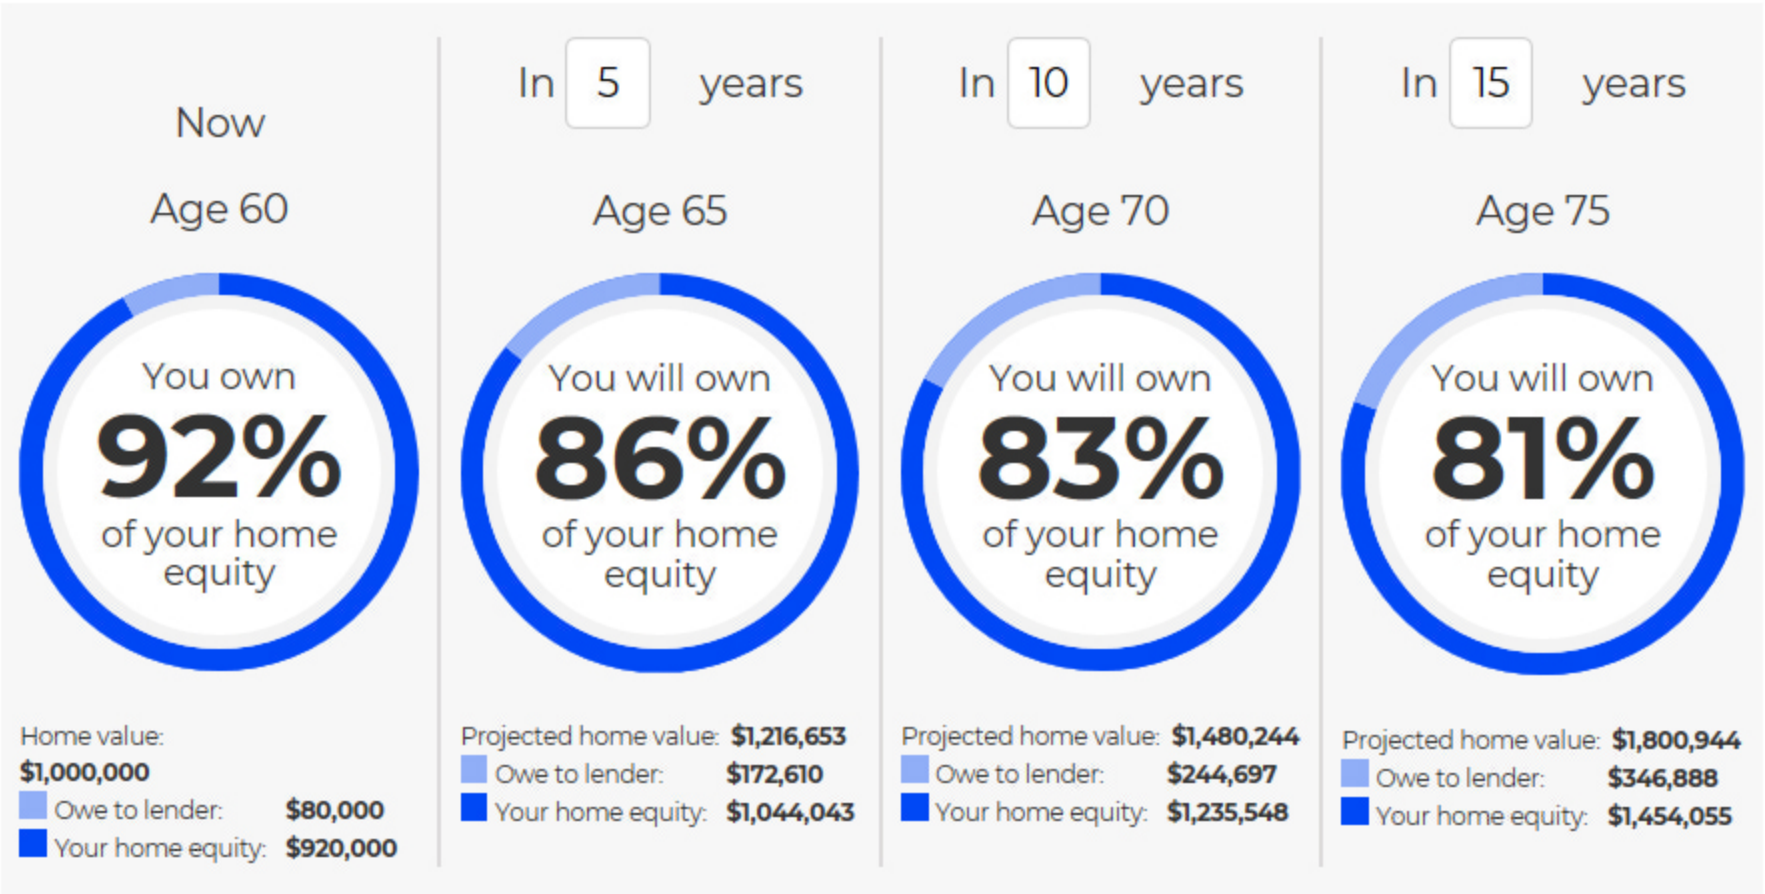 Now
Age 60
You own
92%
of your home
equity
Home value:
$1,000,000
Owe to lender: $80,000
Your home equity: $920,000
In 5 years
Age 65
You will own
86%
of your home
equity
Projected home value: $1,216,653
Owe to lender: $172,610
Your home equity: $1,044,043
In 10 years
Age 70
You will own
83%
of your home
equity
Projected home value: $1,480,244
Owe to lender: $244,697
Your home equity: $1,235,548
In 15 years
Age 75
You will own
81%
of your home
equity
Projected home value: $1,800,944
Owe to lender: $346,888
Your home equity: $1,454,055